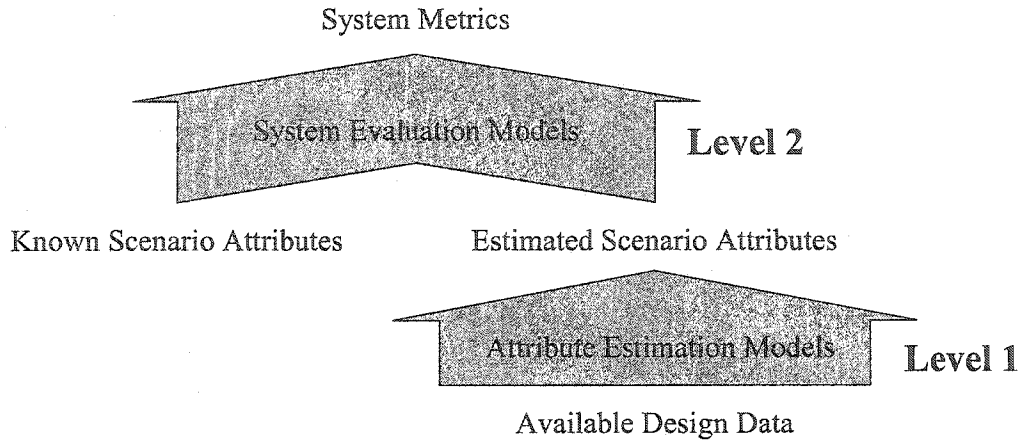 System Metrics
System Evaluation Models
Level 2
Known Scenario Attributes
Estimated Scenario Attributes
Attribute Estimation Models
Level 1
Available Design Data